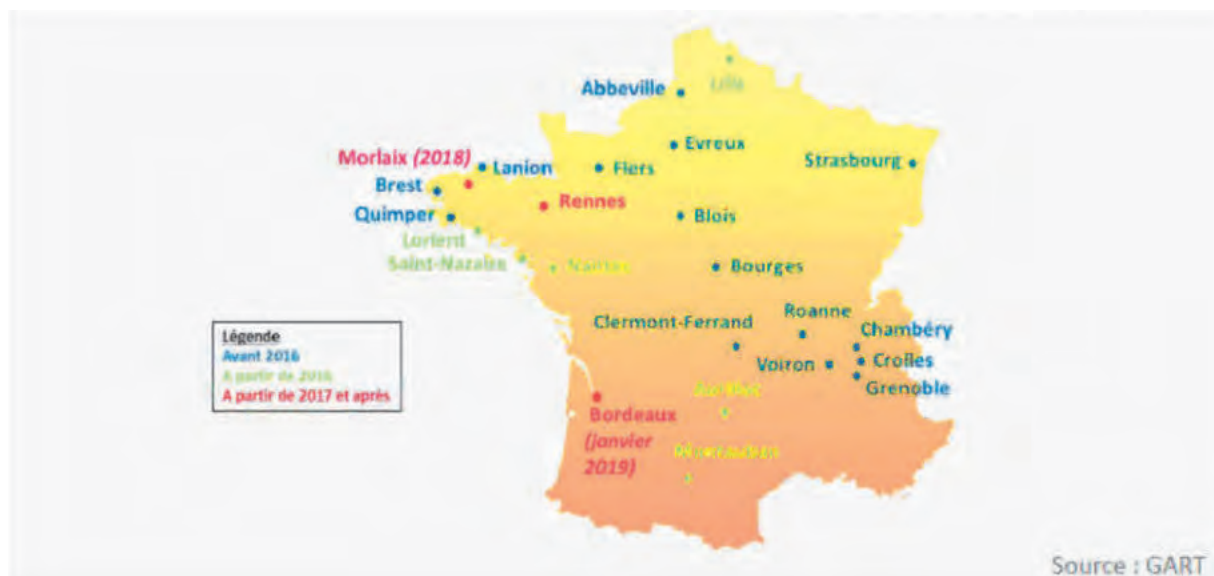 Lille
Abbeville
Evreux
Strasbourg
Morlaix (2018)
Lanion
Flers
Brest
Rennes
Quimper
Blois
Lorient
Saint-Nazaire
Nantes
Bourges
Roanne
Clermont-Ferrand
Chambéry
Légende
Avant 2016
A partir de 2016
A partir de 2017 et après
Voiron
Crolles
Grenoble
Bordeaux
(janvier
2019)
Source : GART